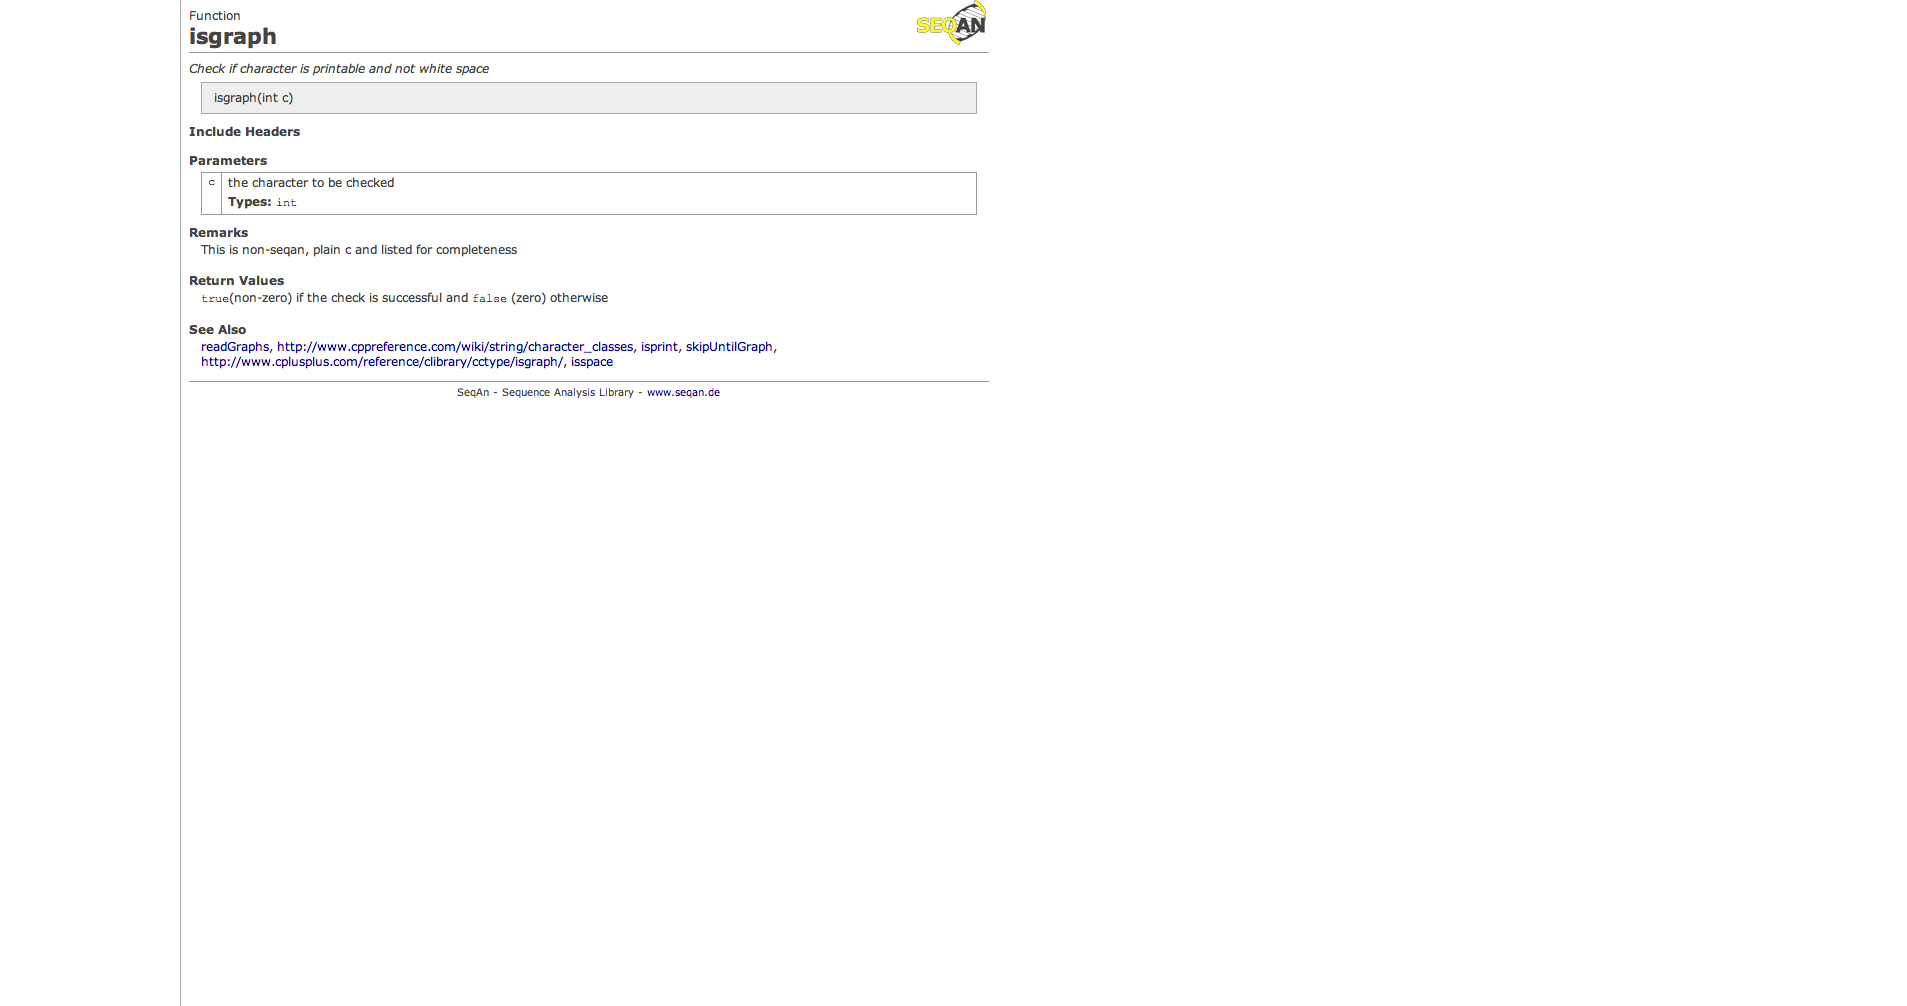 Function
SEQAN
isgraph
Check if character is printable and not white space
isgraph(int c)
Include Headers
Parameters
c the character to be checked
Types: int
Remarks
This is non-seqan, plain c and listed for completeness
Return Values
true(non-zero) if the check is successful and false (zero) otherwise
See Also
readGraphs, http://www.cppreference.com/wiki/string/character_classes, isprint, skipUntilGraph,
http://www.cplusplus.com/reference/clibrary/cctype/isgraph/, isspace
SeqAn - Sequence Analysis Library - www.seqan.de